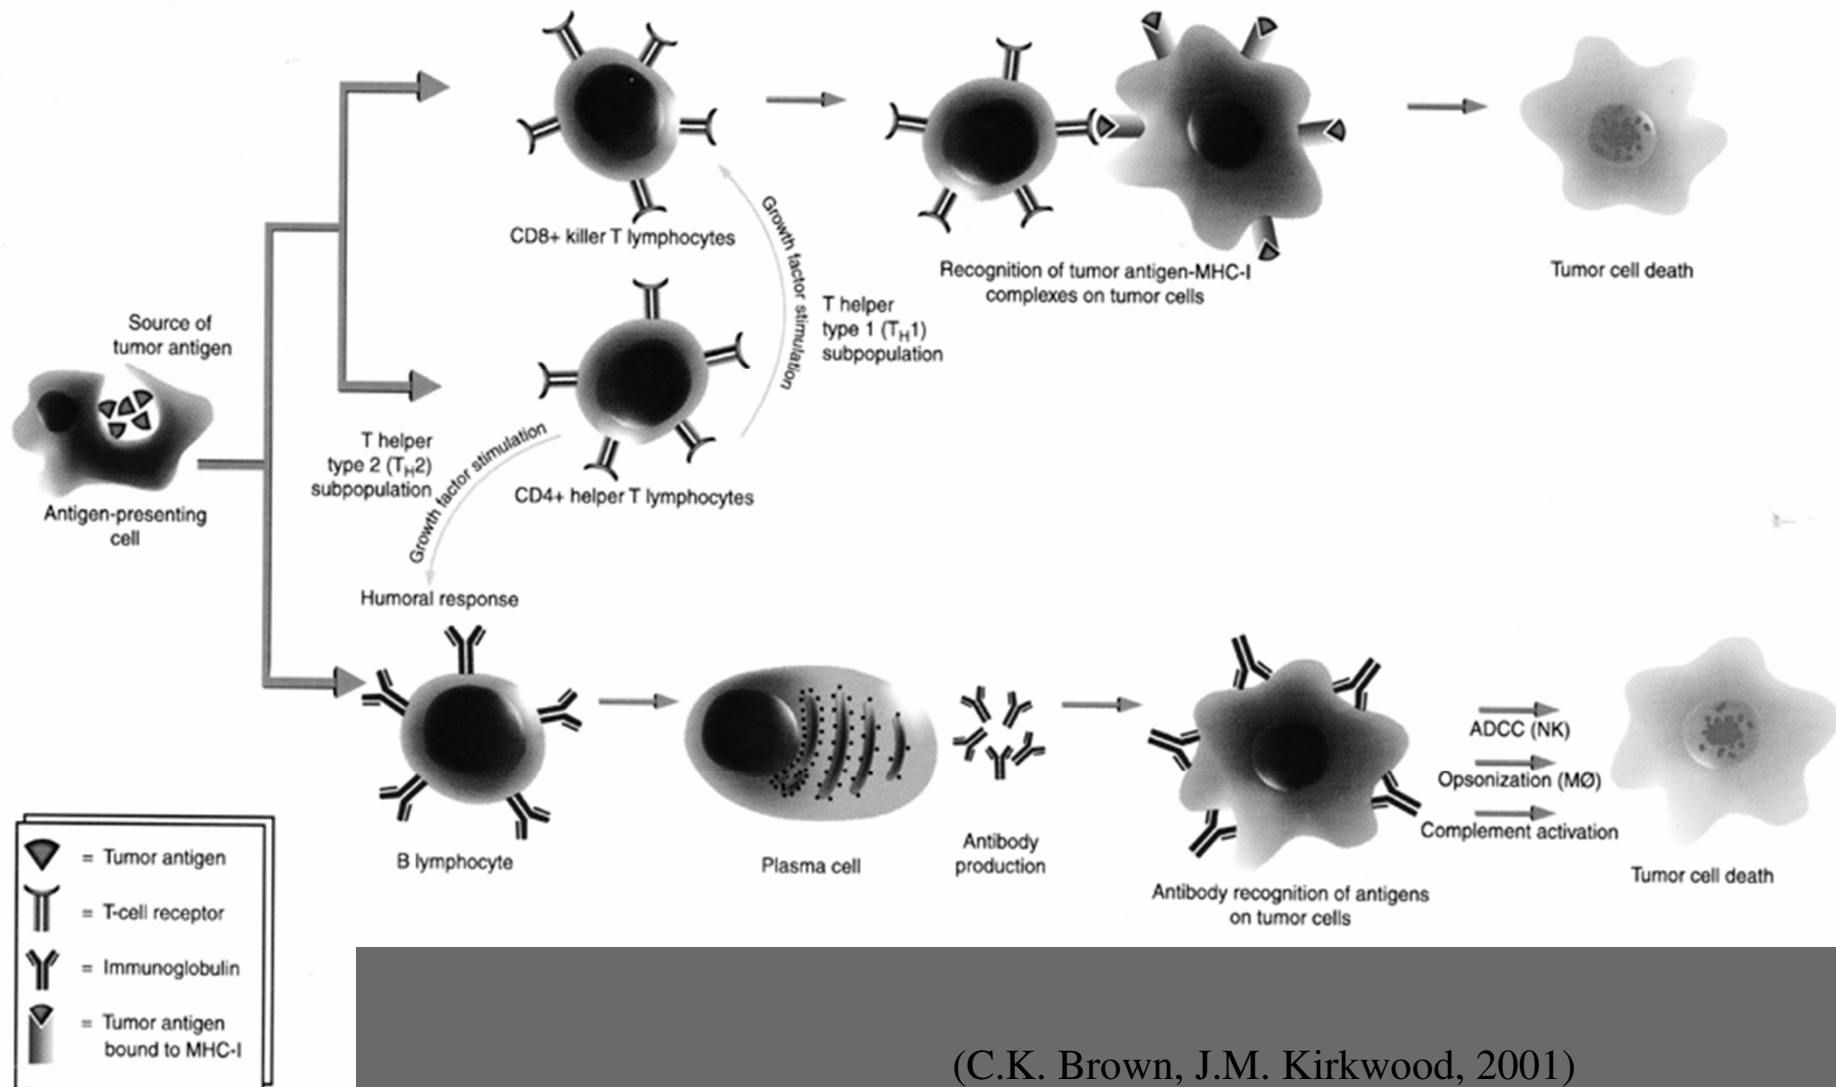 Source of
tumor antigen
Antigen-presenting
cell
CD8+ killer T lymphocytes
Growth factor stimulation
T helper
type 1 (TH1)
subpopulation
Recognition of tumor antigen-MHC-I
complexes on tumor cells
Tumor cell death
T helper
type 2 (TH2)
subpopulation
Growth factor stimulation
CD4+ helper T lymphocytes
Humoral response
B lymphocyte
Plasma cell
Antibody
production
Antibody recognition of antigens
on tumor cells
ADCC (NK)
Opsonization (MØ)
Complement activation
Tumor cell death
= Tumor antigen
= T-cell receptor
= Immunoglobulin
= Tumor antigen
bound to MHC-I
(C.K. Brown, J.M. Kirkwood, 2001)